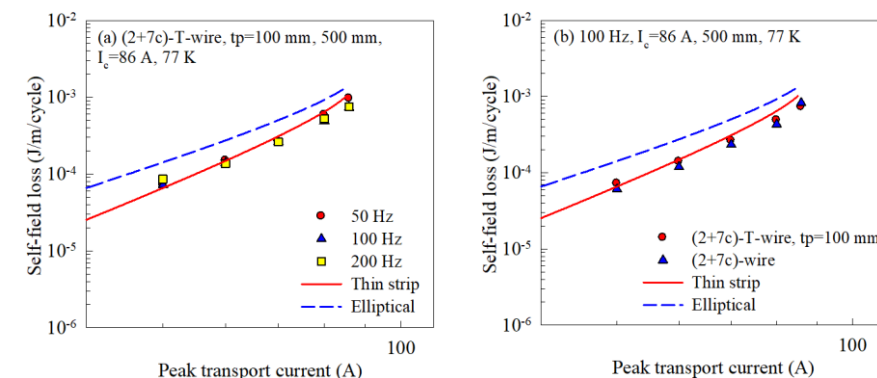 (a) (2+7c)-T-wire, tp=100 mm, 500 mm,
I_c=86 A, 77 K
Self-field loss (J/m/cycle)
10^-2
10^-3
10^-4
10^-5
10^-6
50 Hz
100 Hz
200 Hz
Thin strip
Elliptical
100
Peak transport current (A)
(b) 100 Hz, I_c=86 A, 500 mm, 77 K
Self-field loss (J/m/cycle)
10^-2
10^-3
10^-4
10^-5
10^-6
(2+7c)-T-wire, tp=100 mm
(2+7c)-wire
Thin strip
Elliptical
100
Peak transport current (A)